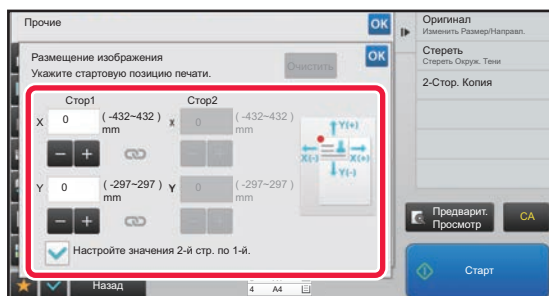 Прочие
OK
Размещение изображения
Укажите стартовую позицию печати.
Очистить
OK
Стор1
Стор2
X
0
( -432~432 )
mm
x
0
( -432~432 )
mm
Y(+)
X(-)
X(+)
Y(-)
Y
0
( -297~297 )
mm
Y
0
( -297~297 )
mm
Настройте значения 2-й стр. по 1-й.
Назад
4
A4
Оригинал
Изменить Размер/Направл.
Стереть
Стереть Окруж. Тени
2-Стор. Копия
Предварит.
Просмотр
CA
Старт